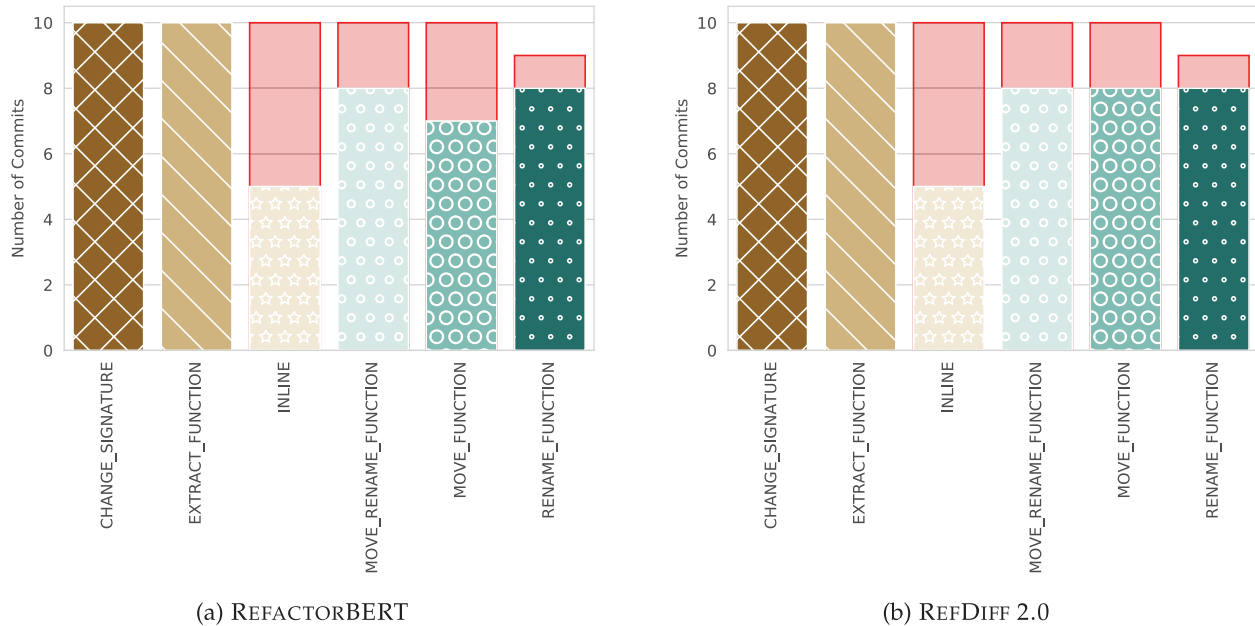 10
8
6
4
2
0
Number of Commits
CHANGE_SIGNATURE
EXTRACT_FUNCTION
INLINE
MOVE_RENAME_FUNCTION
MOVE_FUNCTION
RENAME_FUNCTION
(a) REFACTORBERT
10
8
6
4
2
0
Number of Commits
CHANGE_SIGNATURE
EXTRACT_FUNCTION
INLINE
MOVE_RENAME_FUNCTION
MOVE_FUNCTION
RENAME_FUNCTION
(b) REFDIFF 2.0